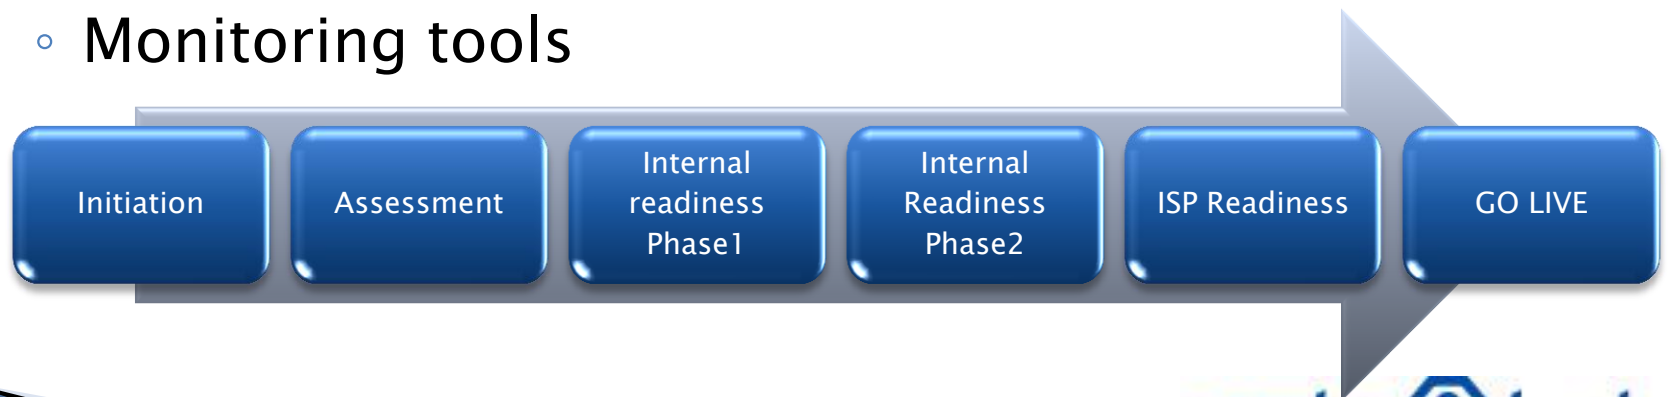 ◦ Monitoring tools
Initiation
Assessment
Internal
readiness
Phase1
Internal
Readiness
Phase2
ISP Readiness
GO LIVE